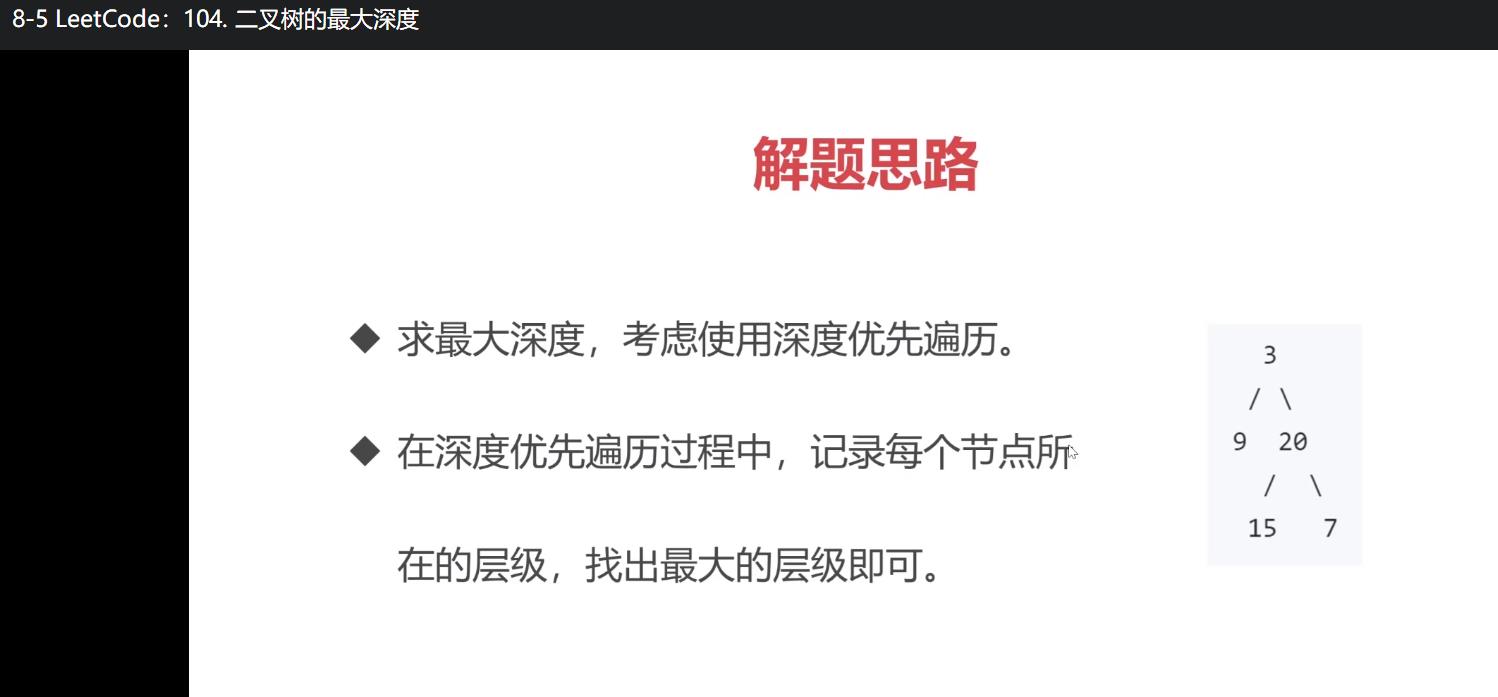 8-5 LeetCode：104. 二叉树的最大深度
解题思路
◆ 求最大深度，考虑使用深度优先遍历。
◆ 在深度优先遍历过程中，记录每个节点所
在的层级，找出最大的层级即可。
3
/ \
9 20
/ \
15 7